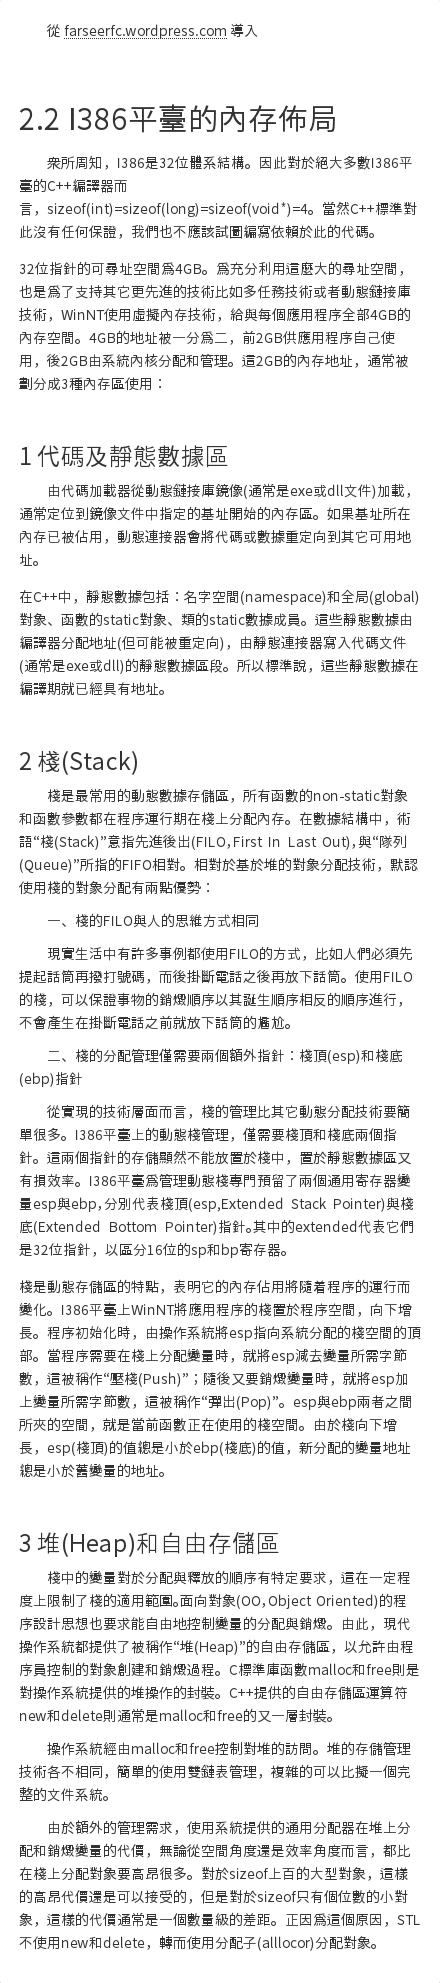 從 farseerfc.wordpress.com 導入
2.2 I386平臺的內存佈局
衆所周知，I386是32位體系結構。因此對於絕大多數I386平
臺的C++編譯器而
言，sizeof(int)=sizeof(long)=sizeof(void*)=4。當然C++標準對
此沒有任何保證，我們也不應該試圖編寫依賴於此的代碼。
32位指針的可尋址空間爲4GB。爲充分利用這麼大的尋址空間，
也是爲了支持其它更先進的技術比如多任務技術或者動態鏈接庫
技術，WinNT使用虛擬內存技術，給與每個應用程序全部4GB的
內存空間。4GB的地址被一分爲二，前2GB供應用程序自己使
用，後2GB由系統內核分配和管理。這2GB的內存地址，通常被
劃分成3種內存區使用：
1 代碼及靜態數據區
由代碼加載器從動態鏈接庫鏡像(通常是exe或dll文件)加載，
通常定位到鏡像文件中指定的基址開始的內存區。如果基址所在
內存已被佔用，動態連接器會將代碼或數據重定向到其它可用地
址。
在C++中，靜態數據包括：名字空間(namespace)和全局(global)
對象、函數的static對象、類的static數據成員。這些靜態數據由
編譯器分配地址(但可能被重定向)，由靜態連接器寫入代碼文件
(通常是exe或dll)的靜態數據區段。所以標準說，這些靜態數據在
編譯期就已經具有地址。
2 棧(Stack)
棧是最常用的動態數據存儲區，所有函數的non-static對象
和函數參數都在程序運行期在棧上分配內存。在數據結構中，術
語“棧(Stack)”意指先進後出(FILO,First In Last Out)，與“隊列
(Queue)”所指的FIFO相對。相對於基於堆的對象分配技術，默認
使用棧的對象分配有兩點優勢：
一、棧的FILO與人的思維方式相同
現實生活中有許多事例都使用FILO的方式，比如人們必須先
提起話筒再撥打號碼，而後掛斷電話之後再放下話筒。使用FILO
的棧，可以保證事物的銷燬順序以其誕生順序相反的順序進行，
不會產生在掛斷電話之前就放下話筒的尷尬。
二、棧的分配管理僅需要兩個額外指針：棧頂(esp)和棧底
(ebp)指針
從實現的技術層面而言，棧的管理比其它動態分配技術要簡
單很多。I386平臺上的動態棧管理，僅需要棧頂和棧底兩個指
針。這兩個指針的存儲顯然不能放置於棧中，置於靜態數據區又
有損效率。I386平臺爲管理動態棧專門預留了兩個通用寄存器變
量esp與ebp,分別代表棧頂(esp,Extended Stack Pointer)與棧
底(Extended Bottom Pointer)指針。其中的extended代表它們
是32位指針，以區分16位的sp和bp寄存器。
棧是動態存儲區的特點，表明它的內存佔用將隨着程序的運行而
變化。I386平臺上WinNT將應用程序的棧置於程序空間，向下增
長。程序初始化時，由操作系統將esp指向系統分配的棧空間的頂
部。當程序需要在棧上分配變量時，就將esp減去變量所需字節
數，這被稱作“壓棧(Push)”；隨後又要銷燬變量時，就將esp加
上變量所需字節數，這被稱作“彈出(Pop)”。esp與ebp兩者之間
所夾的空間，就是當前函數正在使用的棧空間。由於棧向下增
長，esp(棧頂)的值總是小於ebp(棧底)的值，新分配的變量地址
總是小於舊變量的地址。
3 堆(Heap)和自由存儲區
棧中的變量對於分配與釋放的順序有特定要求，這在一定程
度上限制了棧的適用範圍。面向對象(OO,Object Oriented)的程
序設計思想也要求能自由地控制變量的分配與銷燬。由此，現代
操作系統都提供了被稱作“堆(Heap)”的自由存儲區，以允許由程
序員控制的對象創建和銷燬過程。C標準庫函數malloc和free則是
對操作系統提供的堆操作的封裝。C++提供的自由存儲區運算符
new和delete則通常是malloc和free的又一層封裝。
操作系統經由malloc和free控制對堆的訪問。堆的存儲管理
技術各不相同，簡單的使用雙鏈表管理，複雜的可以比擬一個完
整的文件系統。
由於額外的管理需求，使用系統提供的通用分配器在堆上分
配和銷燬變量的代價，無論從空間角度還是效率角度而言，都比
在棧上分配對象要高昂很多。對於sizeof上百的大型對象，這樣
的高昂代價還是可以接受的，但是對於sizeof只有個位數的小對
象，這樣的代價通常是一個數量級的差距。正因爲這個原因，STL
不使用new和delete，轉而使用分配子(alllocor)分配對象。